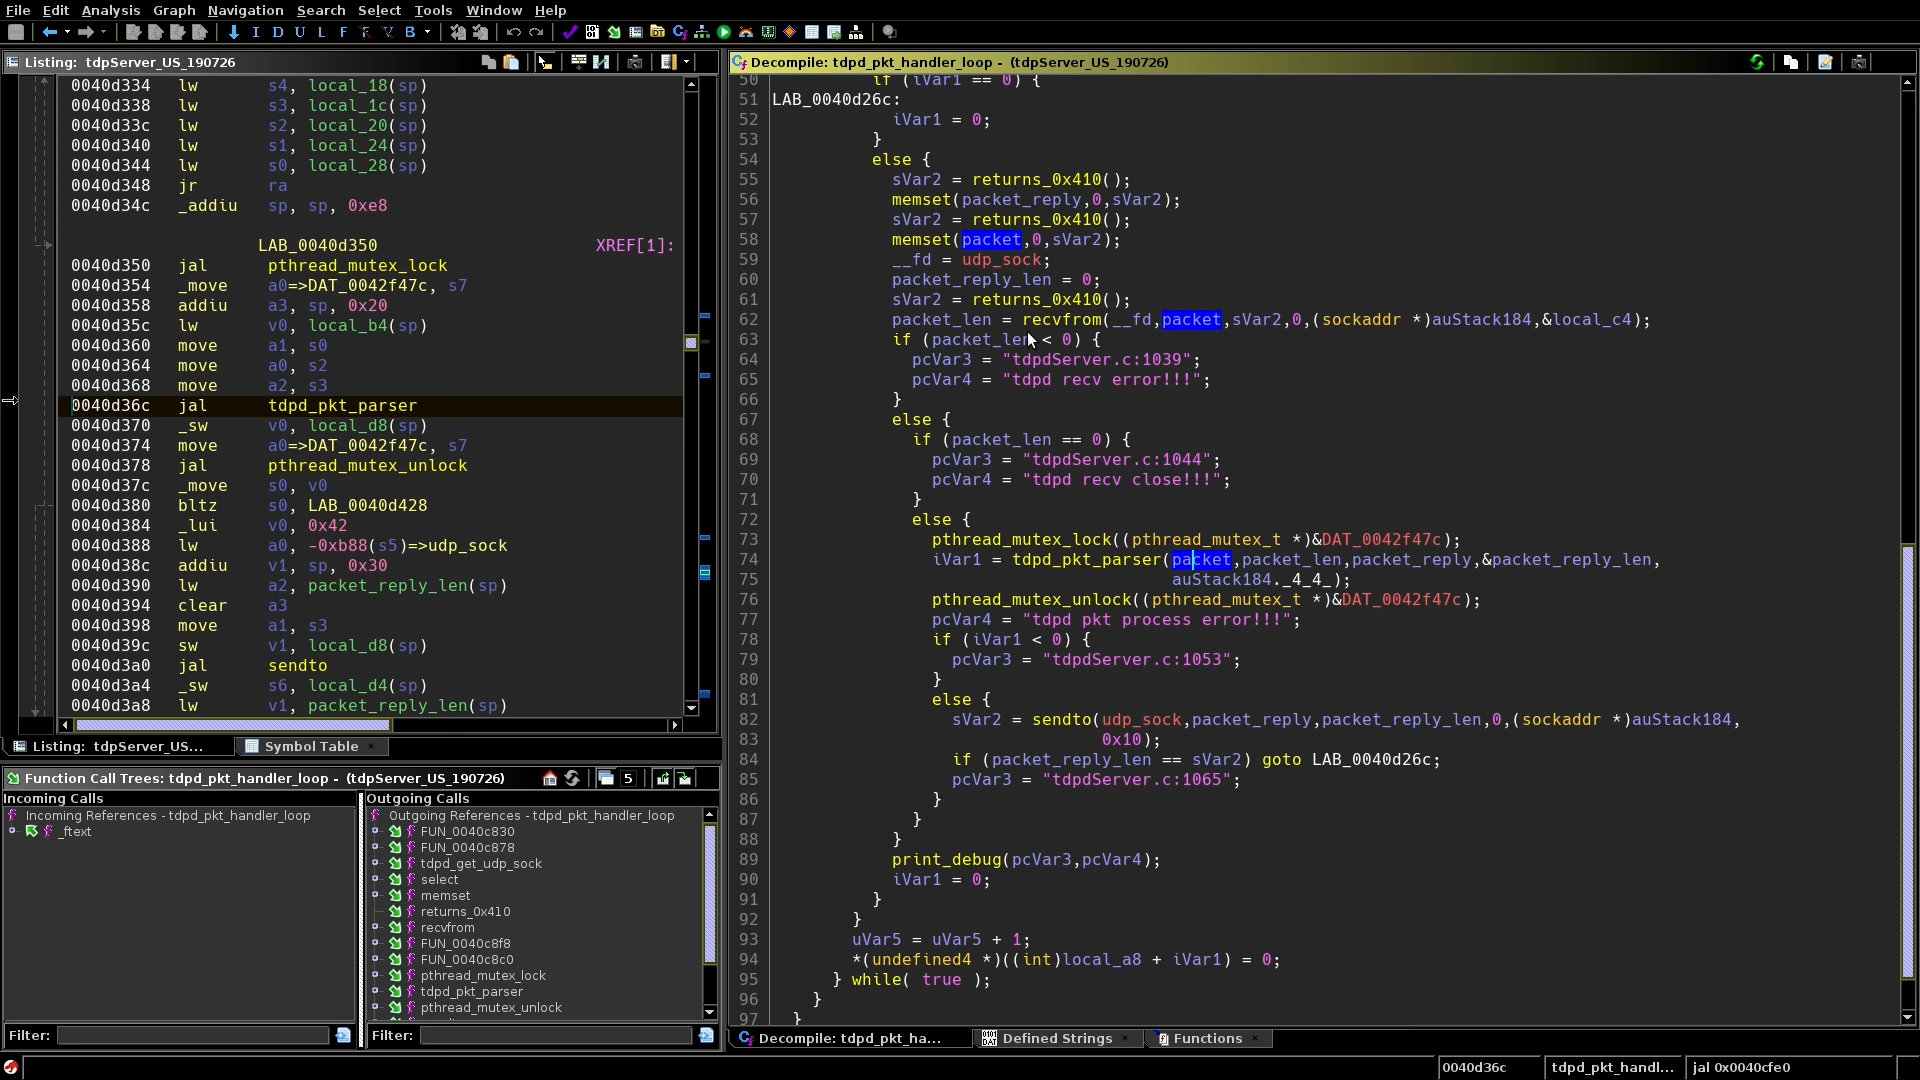 File Edit Analysis Graph Navigation Search Select Tools Window Help
I D U L F V B
Listing: tdpServer_US_190726
0040d334 lw s4, local_18(sp)
0040d338 lw s3, local_1c(sp)
0040d33c lw s2, local_20(sp)
0040d340 lw s1, local_24(sp)
0040d344 lw s0, local_28(sp)
0040d348 jr ra
0040d34c _addiu sp, sp, 0xe8
LAB_0040d350 XREF[1]:
0040d350 jal pthread_mutex_lock
0040d354 _move a0=>DAT_0042f47c, s7
0040d358 addiu a3, sp, 0x20
0040d35c lw v0, local_b4(sp)
0040d360 move a1, s0
0040d364 move a0, s2
0040d368 move a2, s3
0040d36c jal tdpd_pkt_parser
0040d370 _sw v0, local_d8(sp)
0040d374 move a0=>DAT_0042f47c, s7
0040d378 jal pthread_mutex_unlock
0040d37c _move s0, v0
0040d380 bltz s0, LAB_0040d428
0040d384 _lui v0, 0x42
0040d388 lw a0, -0xb88(s5)=>udp_sock
0040d38c addiu v1, sp, 0x30
0040d390 lw a2, packet_reply_len(sp)
0040d394 clear a3
0040d398 move a1, s3
0040d39c sw v1, local_d8(sp)
0040d3a0 jal sendto
0040d3a4 _sw s6, local_d4(sp)
0040d3a8 lw v1, packet_reply_len(sp)
Listing: tdpServer_US... Symbol Table ×
Function Call Trees: tdpd_pkt_handler_loop - (tdpServer_US_190726) 5
Incoming Calls
Incoming References - tdpd_pkt_handler_loop
f _ftext
Filter:
Outgoing Calls
Outgoing References - tdpd_pkt_handler_loop
f FUN_0040c830
f FUN_0040c878
f tdpd_get_udp_sock
f select
f memset
f returns_0x410
f recvfrom
f FUN_0040c8f8
f FUN_0040c8c0
f pthread_mutex_lock
f tdpd_pkt_parser
f pthread_mutex_unlock
Filter:
Decompile: tdpd_pkt_handler_loop - (tdpServer_US_190726)
50 if (iVar1 == 0) {
51 LAB_0040d26c:
52 iVar1 = 0;
53 }
54 else {
55 sVar2 = returns_0x410();
56 memset(packet_reply,0,sVar2);
57 sVar2 = returns_0x410();
58 memset(packet,0,sVar2);
59 __fd = udp_sock;
60 packet_reply_len = 0;
61 sVar2 = returns_0x410();
62 packet_len = recvfrom(__fd,packet,sVar2,0,(sockaddr *)auStack184,&local_c4);
63 if (packet_len < 0) {
64 pcVar3 = "tdpdServer.c:1039";
65 pcVar4 = "tdpd recv error!!!";
66 }
67 else {
68 if (packet_len == 0) {
69 pcVar3 = "tdpdServer.c:1044";
70 pcVar4 = "tdpd recv close!!!";
71 }
72 else {
73 pthread_mutex_lock((pthread_mutex_t *)&DAT_0042f47c);
74 iVar1 = tdpd_pkt_parser(packet,packet_len,packet_reply,&packet_reply_len,
75 auStack184._4_4_);
76 pthread_mutex_unlock((pthread_mutex_t *)&DAT_0042f47c);
77 pcVar4 = "tdpd pkt process error!!!";
78 if (iVar1 < 0) {
79 pcVar3 = "tdpdServer.c:1053";
80 }
81 else {
82 sVar2 = sendto(udp_sock,packet_reply,packet_reply_len,0,(sockaddr *)auStack184,
83 0x10);
84 if (packet_reply_len == sVar2) goto LAB_0040d26c;
85 pcVar3 = "tdpdServer.c:1065";
86 }
87 }
88 }
89 print_debug(pcVar3,pcVar4);
90 iVar1 = 0;
91 }
92 }
93 uVar5 = uVar5 + 1;
94 *(undefined4 *)((int)local_a8 + iVar1) = 0;
95 } while( true );
96 }
97 }
Decompile: tdpd_pkt_ha... Defined Strings × Functions ×
0040d36c tdpd_pkt_handl... jal 0x0040cfe0